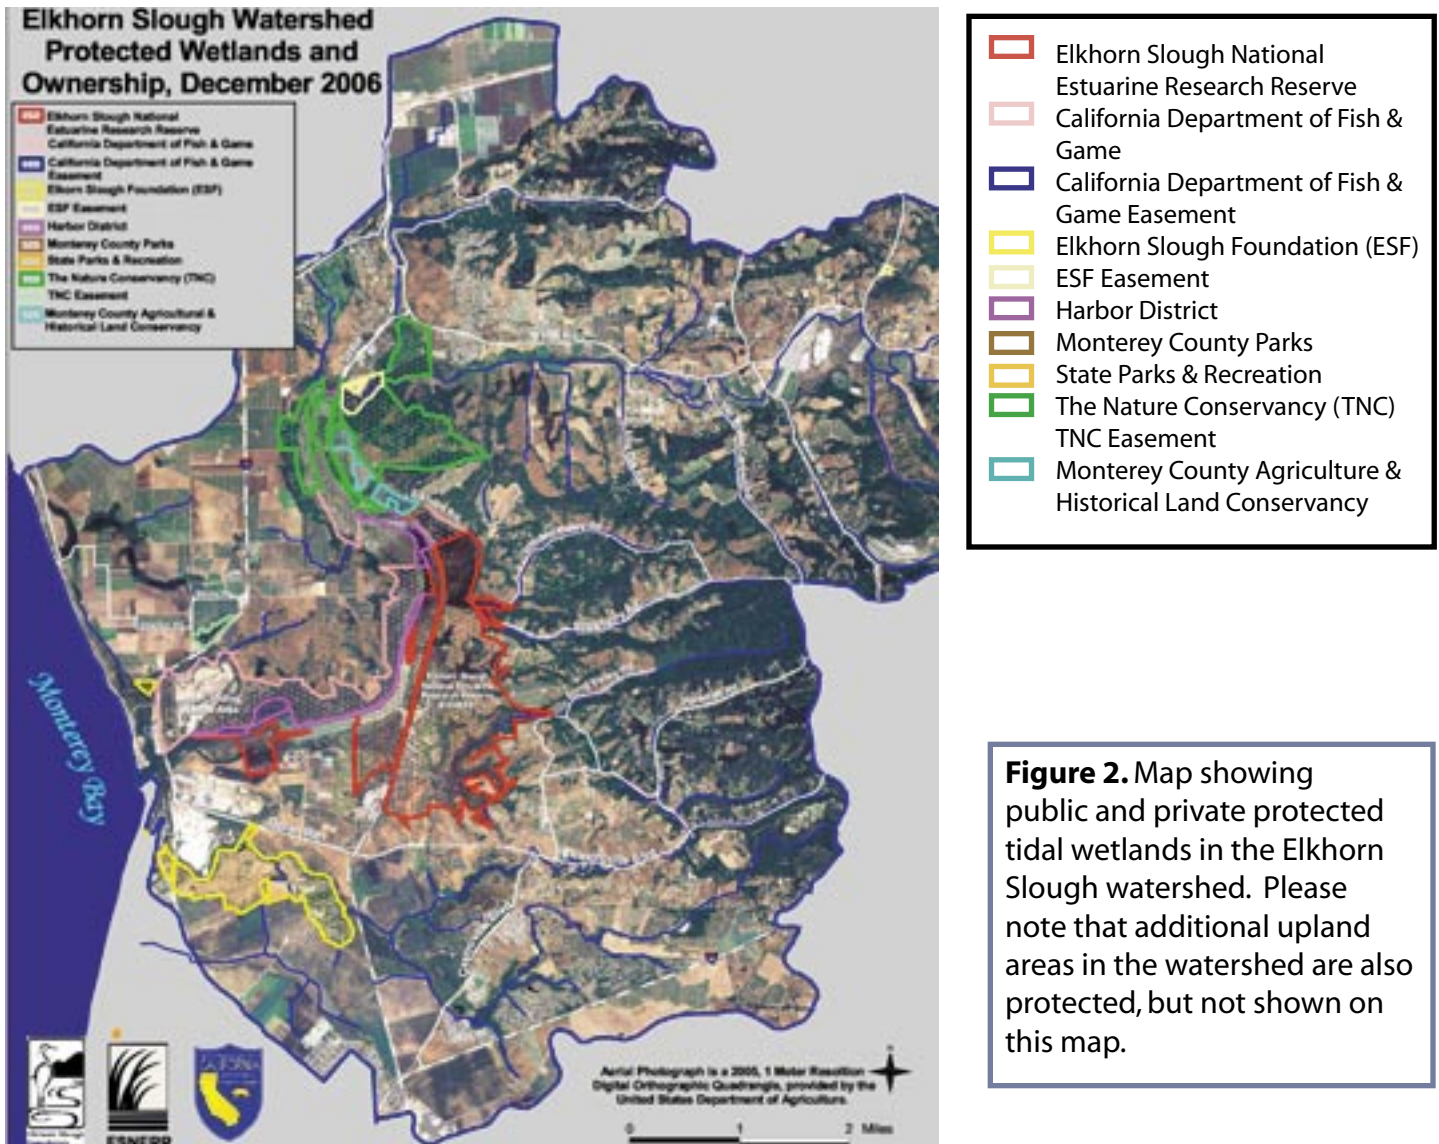 Elkhorn Slough Watershed
Protected Wetlands and
Ownership, December 2006
Elkhorn Slough National
Estuarine Research Reserve
California Department of Fish & Game
California Department of Fish & Game
Easement
Elkorn Slough Foundation (ESF)
ESF Easement
Harbor District
Monterey County Parks
State Parks & Recreation
The Nature Conservancy (TNC)
TNC Easement
Monterey County Agricultural &
Historical Land Conservancy
Monterey Bay
ESNERR
CALIFORNIA
Aerial Photograph is a 2005, 1 Meter Resolution
Digital Orthographic Quadrangle, provided by the
United States Department of Agriculture.
0 1 2 Miles
Elkhorn Slough National
Estuarine Research Reserve
California Department of Fish &
Game
California Department of Fish &
Game Easement
Elkhorn Slough Foundation (ESF)
ESF Easement
Harbor District
Monterey County Parks
State Parks & Recreation
The Nature Conservancy (TNC)
TNC Easement
Monterey County Agriculture &
Historical Land Conservancy
Figure 2. Map showing
public and private protected
tidal wetlands in the Elkhorn
Slough watershed. Please
note that additional upland
areas in the watershed are also
protected, but not shown on
this map.